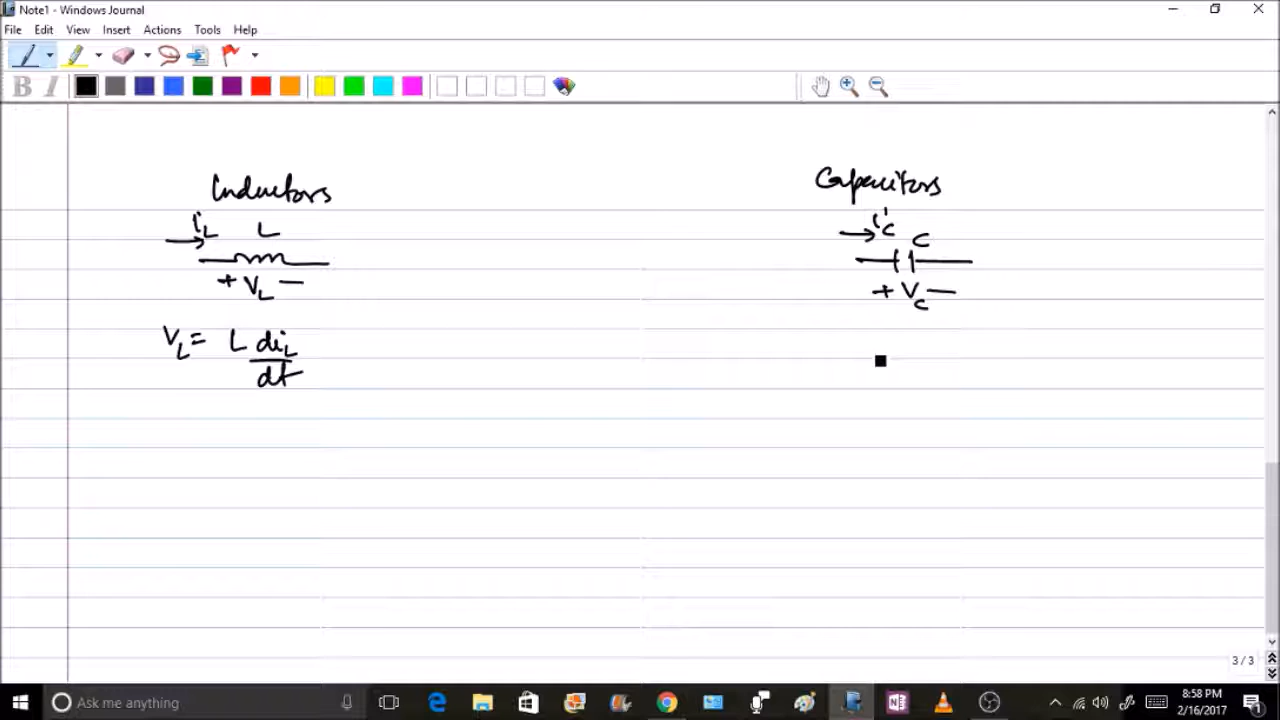 Note1 - Windows Journal
File Edit View Insert Actions Tools Help
B I
Inductors
iL L
+ VL −
VL = L diL/dt
Capacitors
ic C
+ Vc −
3 / 3
Ask me anything
8:58 PM
2/16/2017